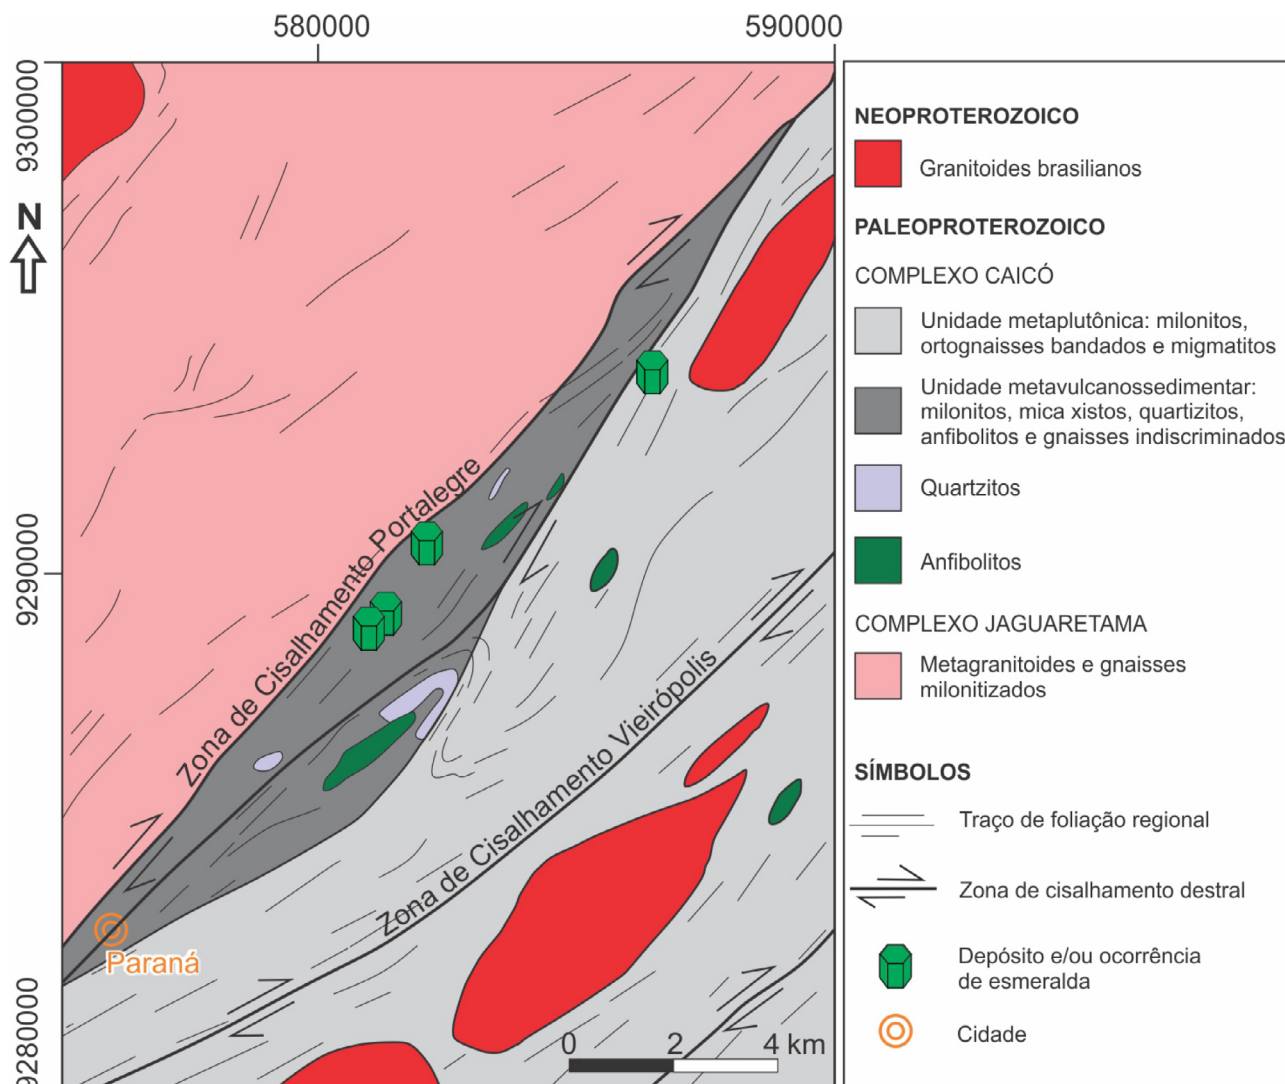 580000
590000
9300000
N
9290000
9280000
Zona de Cisalhamento Portalegre
Zona de Cisalhamento Vieirópolis
Paraná
0 2 4 km
NEOPROTEROZOICO
Granitoides brasilianos
PALEOPROTEROZOICO
COMPLEXO CAICÓ
Unidade metaplutônica: milonitos,
ortognaisses bandados e migmatitos
Unidade metavulcanossedimentar:
milonitos, mica xistos, quartizitos,
anfibolitos e gnaisses indiscriminados
Quartzitos
Anfibolitos
COMPLEXO JAGUARETAMA
Metagranitoides e gnaisses
milonitizados
SÍMBOLOS
Traço de foliação regional
Zona de cisalhamento destral
Depósito e/ou ocorrência
de esmeralda
Cidade